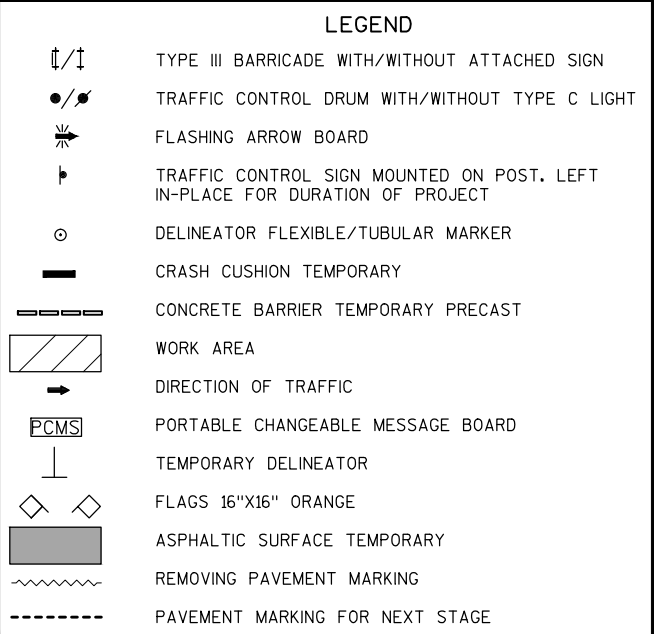 LEGEND
TYPE III BARRICADE WITH/WITHOUT ATTACHED SIGN
TRAFFIC CONTROL DRUM WITH/WITHOUT TYPE C LIGHT
FLASHING ARROW BOARD
TRAFFIC CONTROL SIGN MOUNTED ON POST. LEFT
IN-PLACE FOR DURATION OF PROJECT
DELINEATOR FLEXIBLE/TUBULAR MARKER
CRASH CUSHION TEMPORARY
CONCRETE BARRIER TEMPORARY PRECAST
WORK AREA
DIRECTION OF TRAFFIC
PCMS PORTABLE CHANGEABLE MESSAGE BOARD
TEMPORARY DELINEATOR
FLAGS 16"X16" ORANGE
ASPHALTIC SURFACE TEMPORARY
REMOVING PAVEMENT MARKING
PAVEMENT MARKING FOR NEXT STAGE